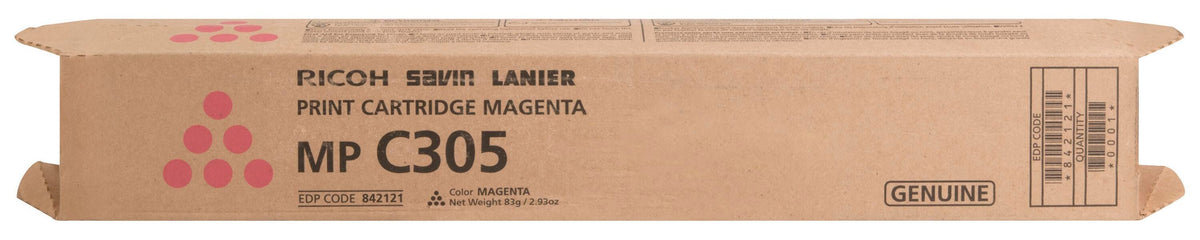 RICOH savin LANIER
PRINT CARTRIDGE MAGENTA
MP C305
EDP CODE 842121
Color MAGENTA
Net Weight 83g / 2.93oz
GENUINE
EDP CODE
*842121*
QUANTITY
*0001*